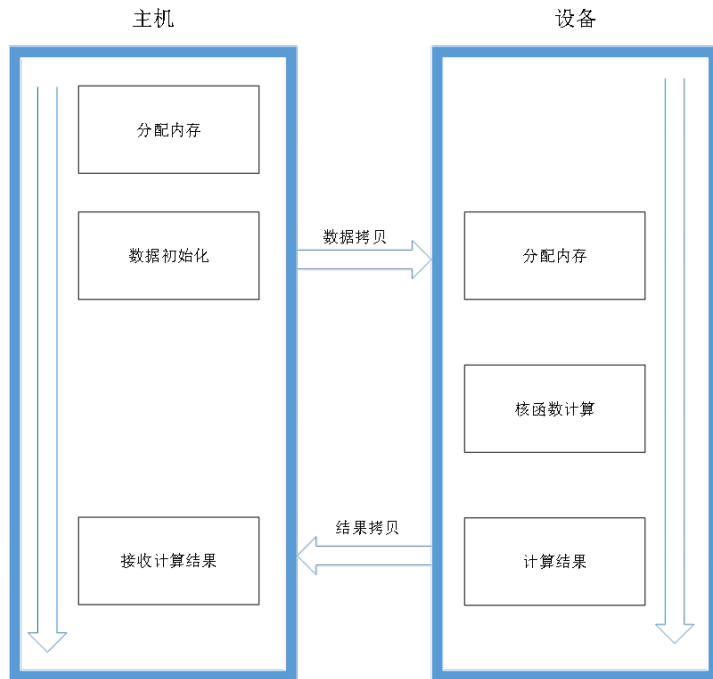 主机
设备
分配内存
数据初始化
数据拷贝
分配内存
核函数计算
结果拷贝
接收计算结果
计算结果